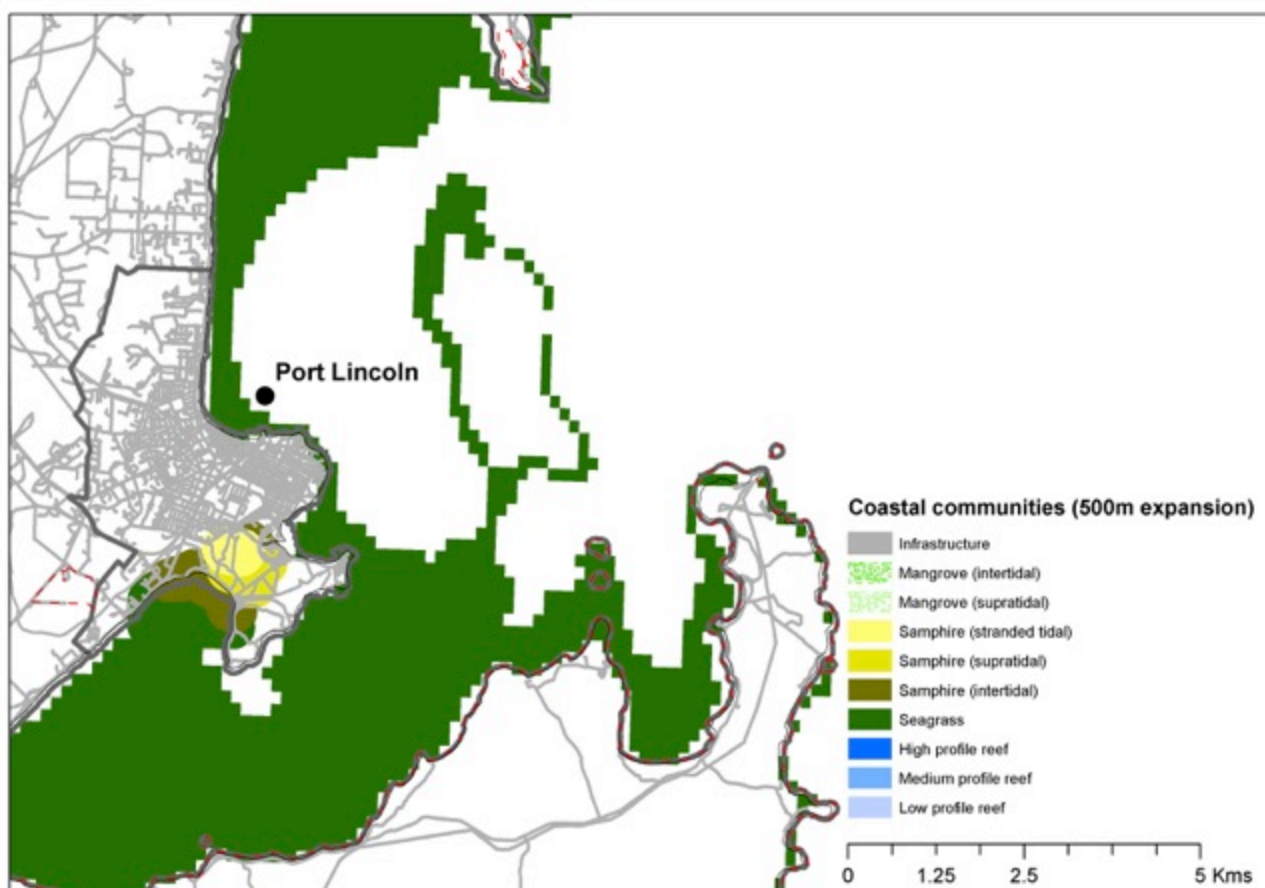 Port Lincoln
Coastal communities (500m expansion)
Infrastructure
Mangrove (intertidal)
Mangrove (supratidal)
Samphire (stranded tidal)
Samphire (supratidal)
Samphire (intertidal)
Seagrass
High profile reef
Medium profile reef
Low profile reef
0 1.25 2.5 5 Kms